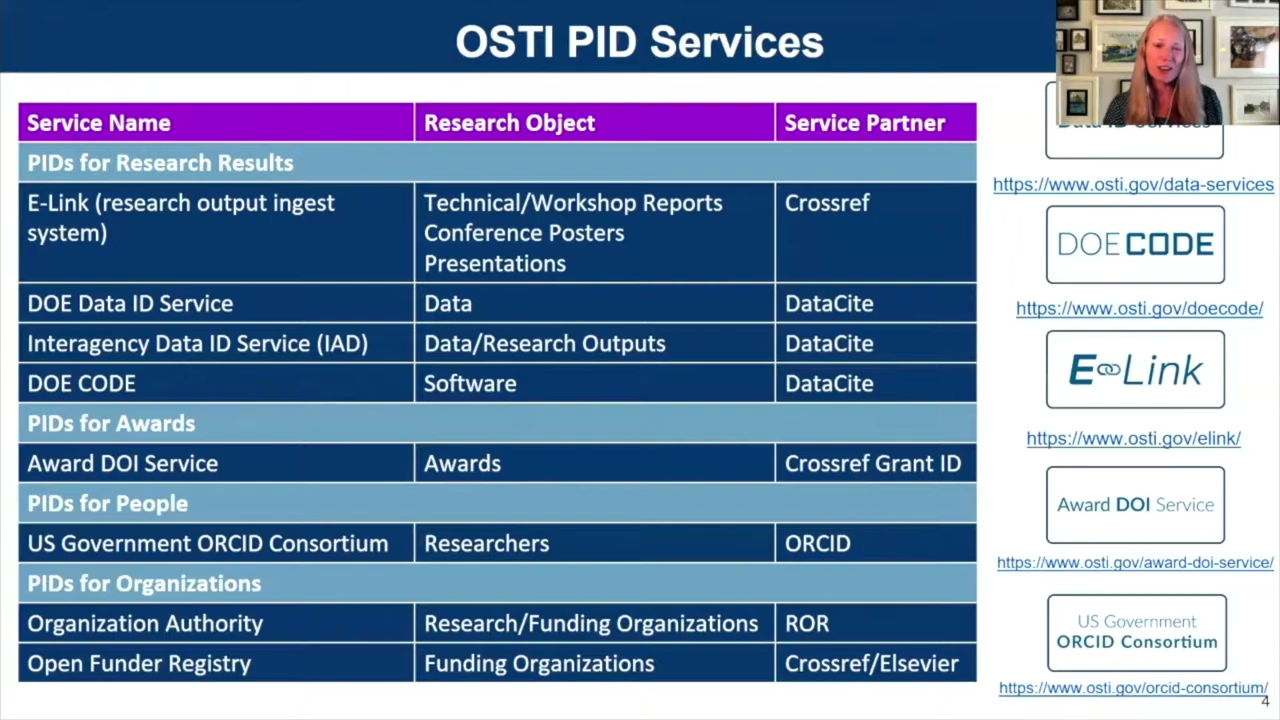 OSTI PID Services
Service Name Research Object Service Partner
PIDs for Research Results
E-Link (research output ingest system) Technical/Workshop Reports Crossref
Conference Posters
Presentations
DOE Data ID Service Data DataCite
Interagency Data ID Service (IAD) Data/Research Outputs DataCite
DOE CODE Software DataCite
PIDs for Awards
Award DOI Service Awards Crossref Grant ID
PIDs for People
US Government ORCID Consortium Researchers ORCID
PIDs for Organizations
Organization Authority Research/Funding Organizations ROR
Open Funder Registry Funding Organizations Crossref/Elsevier
Data ID Services
https://www.osti.gov/data-services
DOE CODE
https://www.osti.gov/doecode/
E-Link
https://www.osti.gov/elink/
Award DOI Service
https://www.osti.gov/award-doi-service/
US Government
ORCID Consortium
https://www.osti.gov/orcid-consortium/
4